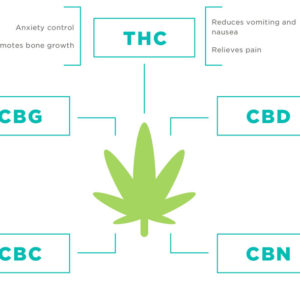 Anxiety control
motes bone growth
THC
Reduces vomiting and
nausea
Relieves pain
CBG
CBD
CBC
CBN